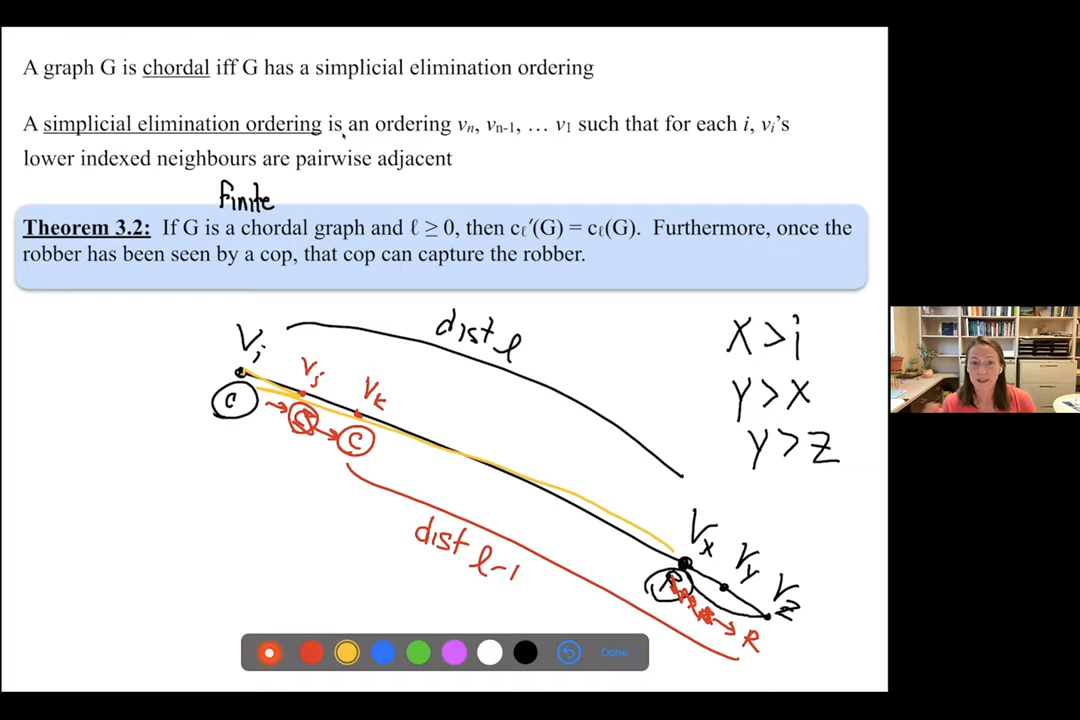 A graph G is chordal iff G has a simplicial elimination ordering
A simplicial elimination ordering is an ordering vₙ, vₙ₋₁, … v₁ such that for each i, vᵢ's
lower indexed neighbours are pairwise adjacent
finite
Theorem 3.2: If G is a chordal graph and ℓ ≥ 0, then cℓ′(G) = cℓ(G). Furthermore, once the
robber has been seen by a cop, that cop can capture the robber.
dist ℓ
X > i
Vᵢ
Vⱼ
Vₖ
Y > X
C
C
Y > Z
dist ℓ-1
Vₓ
Vᵧ
V_z
R
Done